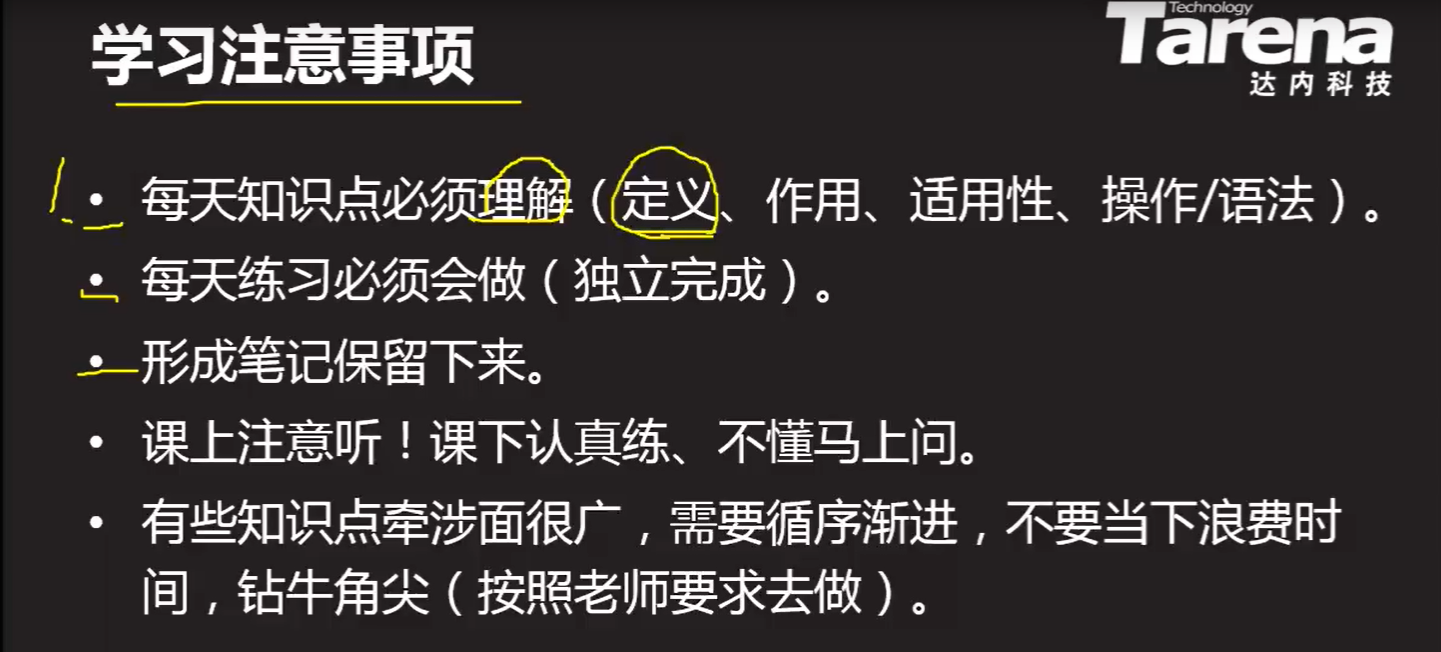 学习注意事项
Technology
Tarena
达内科技
• 每天知识点必须理解（定义、作用、适用性、操作/语法）。
• 每天练习必须会做（独立完成）。
• 形成笔记保留下来。
• 课上注意听！课下认真练、不懂马上问。
• 有些知识点牵涉面很广，需要循序渐进，不要当下浪费时
间，钻牛角尖（按照老师要求去做）。